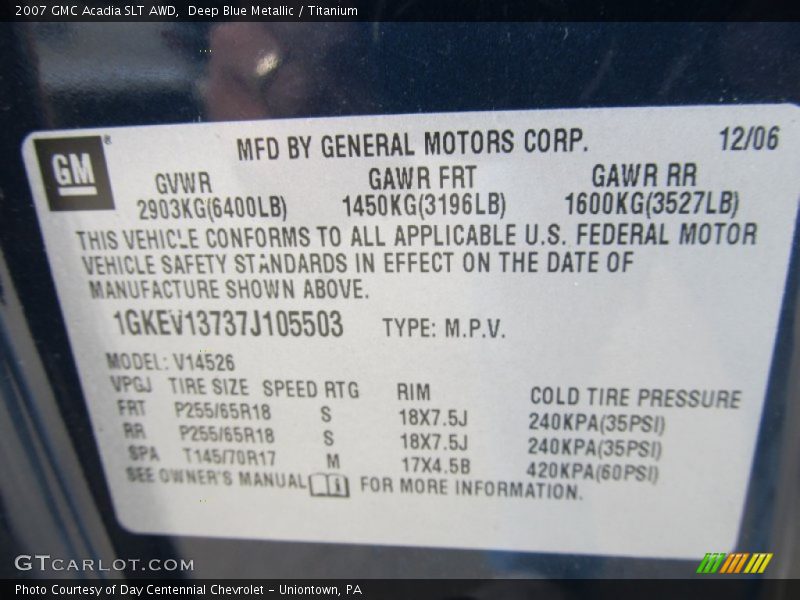 2007 GMC Acadia SLT AWD, Deep Blue Metallic / Titanium
GM
MFD BY GENERAL MOTORS CORP. 12/06
GVWR GAWR FRT GAWR RR
2903KG(6400LB) 1450KG(3196LB) 1600KG(3527LB)
THIS VEHICLE CONFORMS TO ALL APPLICABLE U.S. FEDERAL MOTOR
VEHICLE SAFETY STANDARDS IN EFFECT ON THE DATE OF
MANUFACTURE SHOWN ABOVE.
1GKEV13737J105503 TYPE: M.P.V.
MODEL: V14526
VPGJ TIRE SIZE SPEED RTG RIM COLD TIRE PRESSURE
FRT P255/65R18 S 18X7.5J 240KPA(35PSI)
RR P255/65R18 S 18X7.5J 240KPA(35PSI)
SPA T145/70R17 M 17X4.5B 420KPA(60PSI)
SEE OWNER'S MANUAL FOR MORE INFORMATION.
GTCARLOT.COM
Photo Courtesy of Day Centennial Chevrolet - Uniontown, PA